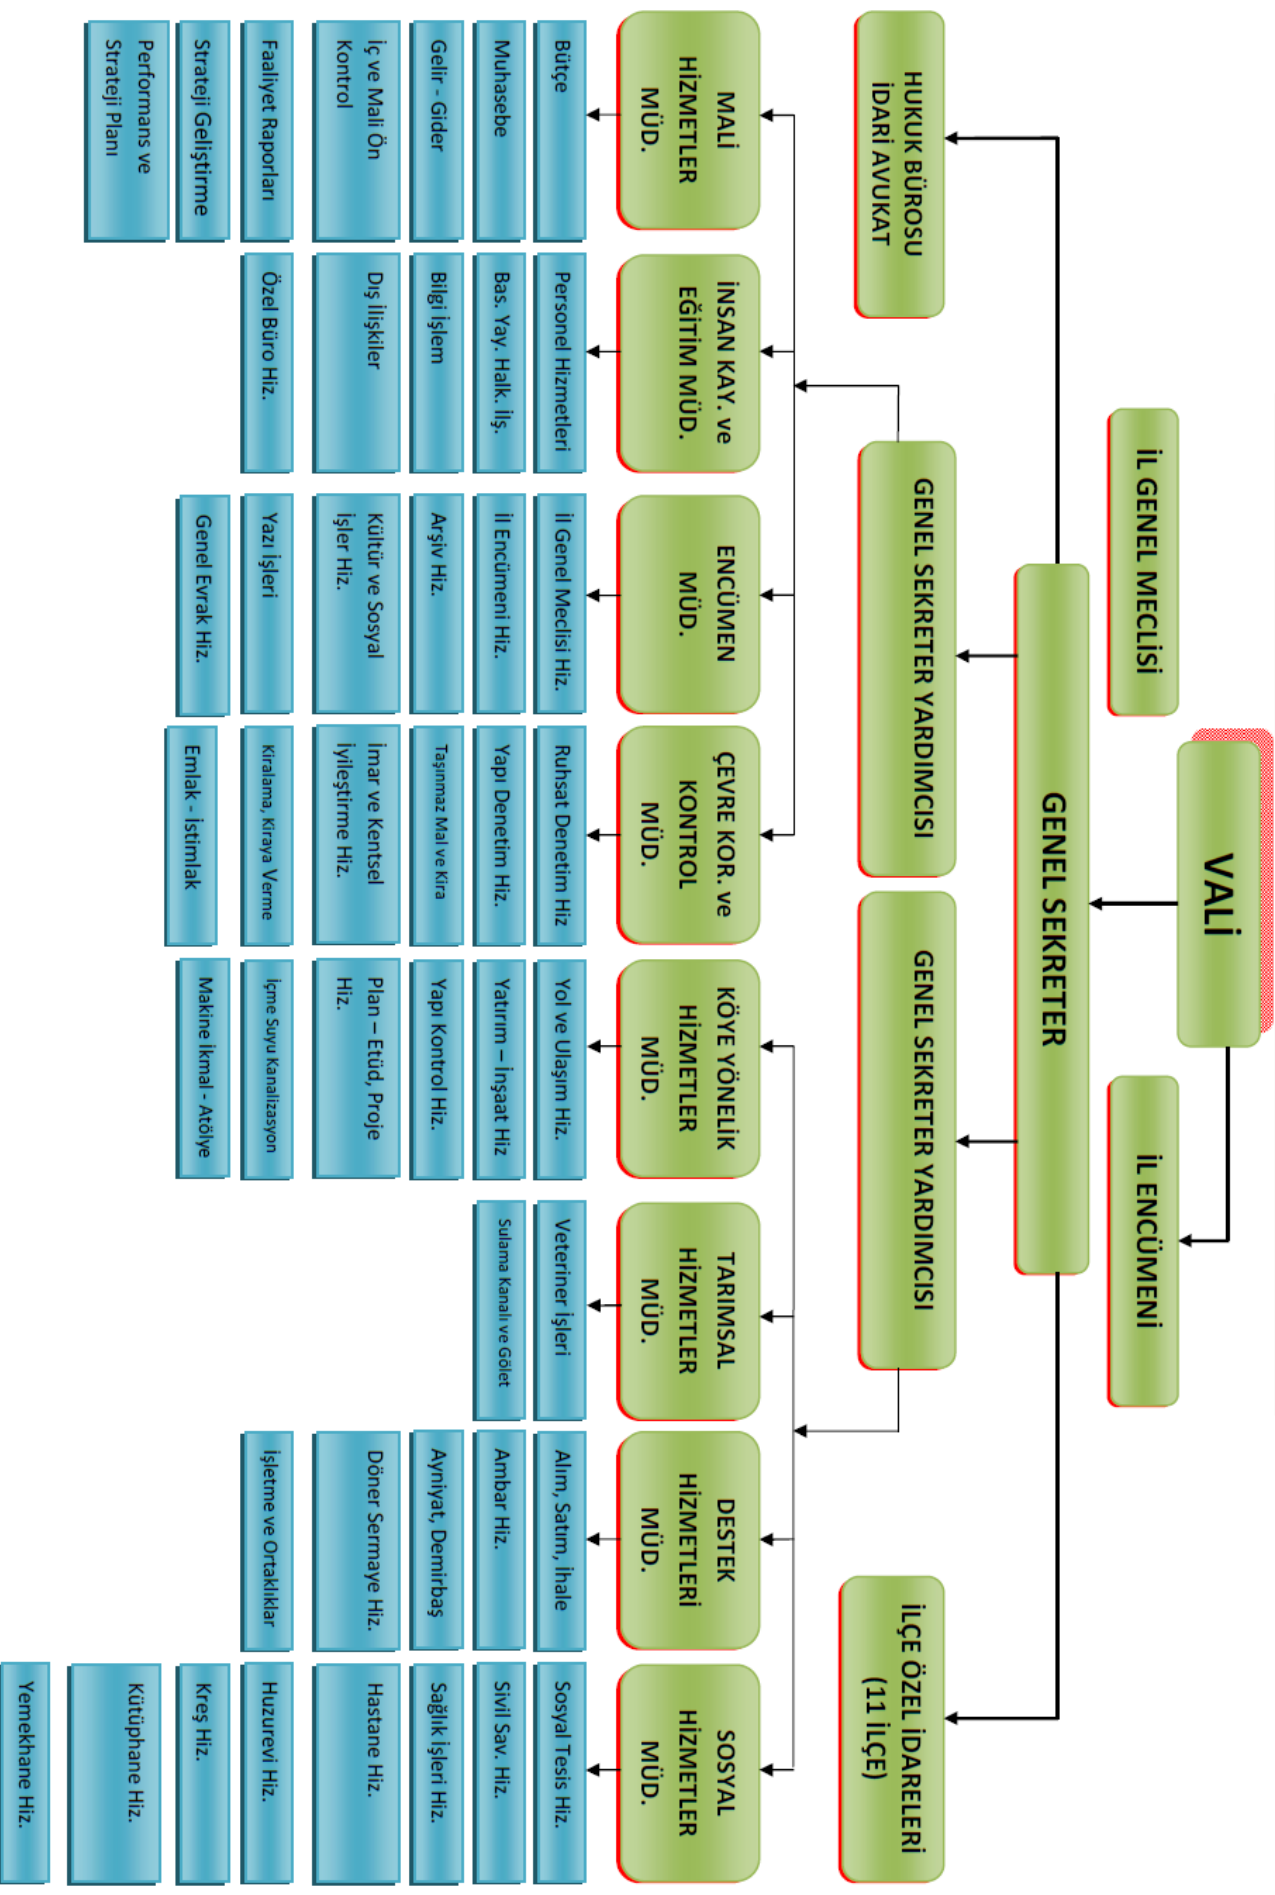 VALİ
İL GENEL MECLİSİ
İL ENCÜMENİ
GENEL SEKRETER
HUKUK BÜROSU
İDARİ AVUKAT
GENEL SEKRETER YARDIMCISI
GENEL SEKRETER YARDIMCISI
İLÇE ÖZEL İDARELERİ
(11 İLÇE)
MALİ
HİZMETLER
MÜD.
Bütçe
Muhasebe
Gelir - Gider
İç ve Mali Ön
Kontrol
Faaliyet Raporları
Strateji Geliştirme
Performans ve
Strateji Planı
İNSAN KAY. ve
EĞİTİM MÜD.
Personel Hizmetleri
Bas. Yay. Halk. İlş.
Bilgi İşlem
Dış İlişkiler
Özel Büro Hiz.
ENCÜMEN
MÜD.
İl Genel Meclisi Hiz.
İl Encümeni Hiz.
Arşiv Hiz.
Kültür ve Sosyal
İşler Hiz.
Yazı İşleri
Genel Evrak Hiz.
ÇEVRE KOR. ve
KONTROL
MÜD.
Ruhsat Denetim Hiz
Yapı Denetim Hiz.
Taşınmaz Mal ve Kira
İmar ve Kentsel
İyileştirme Hiz.
Kiralama, Kiraya Verme
Emlak - İstimlak
KÖYE YÖNELİK
HİZMETLER
MÜD.
Yol ve Ulaşım Hiz.
Yatırım – İnşaat Hiz
Yapı Kontrol Hiz.
Plan – Etüd, Proje
Hiz.
İçme Suyu Kanalizasyon
Makine İkmal - Atölye
TARIMSAL
HİZMETLER
MÜD.
Veteriner İşleri
Sulama Kanalı ve Gölet
DESTEK
HİZMETLERİ
MÜD.
Alım, Satım, İhale
Ambar Hiz.
Ayniyat, Demirbaş
Döner Sermaye Hiz.
İşletme ve Ortaklıklar
SOSYAL
HİZMETLER
MÜD.
Sosyal Tesis Hiz.
Sivil Sav. Hiz.
Sağlık İşleri Hiz.
Hastane Hiz.
Huzurevi Hiz.
Kreş Hiz.
Kütüphane Hiz.
Yemekhane Hiz.